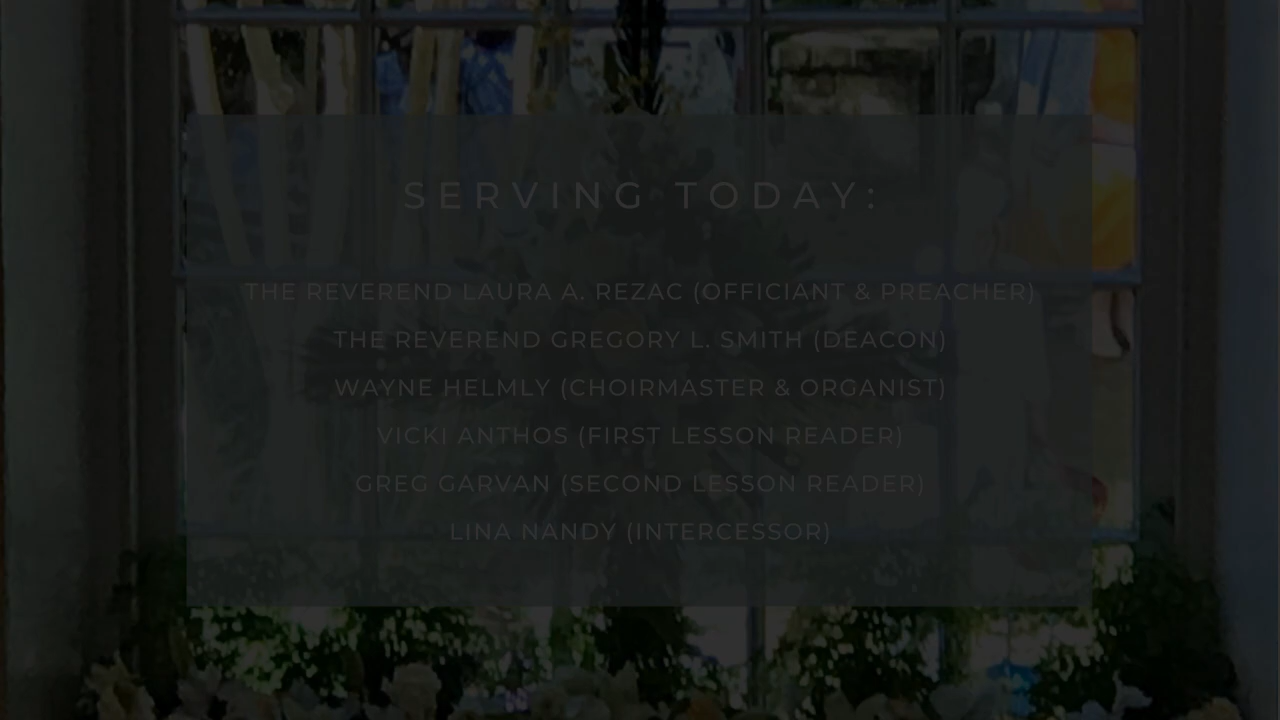 SERVING TODAY:
THE REVEREND LAURA A. REZAC (OFFICIANT & PREACHER)
THE REVEREND GREGORY L. SMITH (DEACON)
WAYNE HELMLY (CHOIRMASTER & ORGANIST)
VICKI ANTHOS (FIRST LESSON READER)
GREG GARVAN (SECOND LESSON READER)
LINA NANDY (INTERCESSOR)